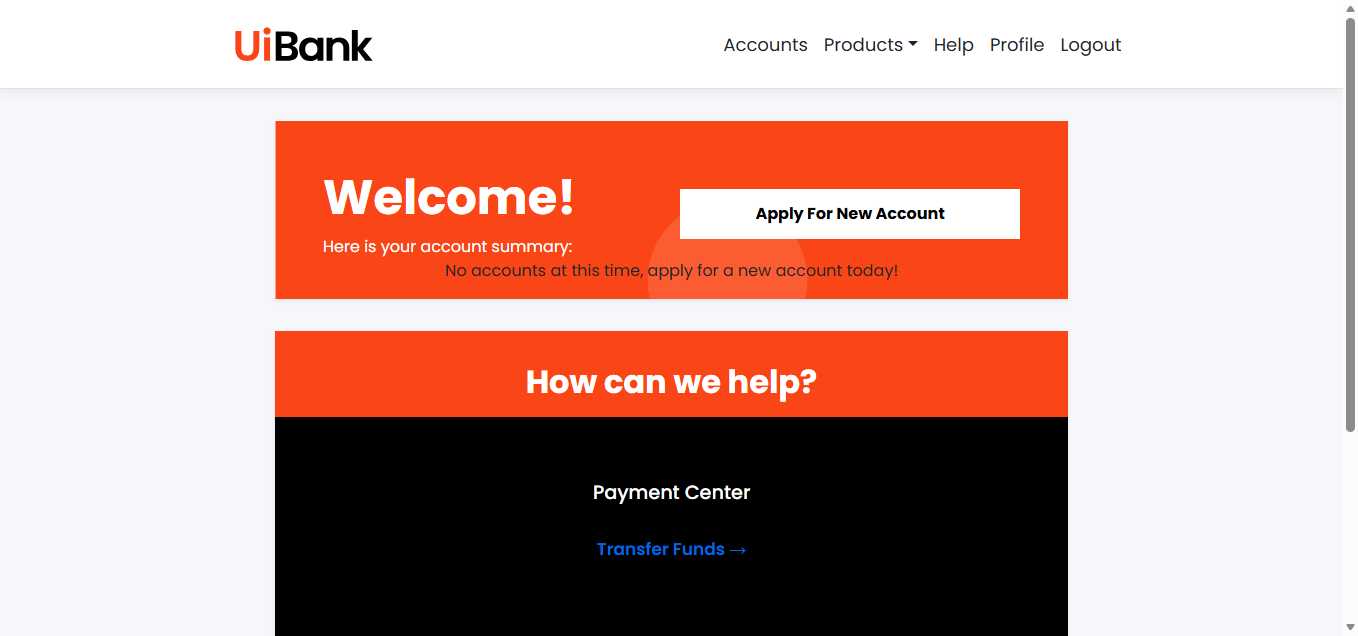 UiBank
Accounts Products Help Profile Logout
Welcome!
Apply For New Account
Here is your account summary:
No accounts at this time, apply for a new account today!
How can we help?
Payment Center
Transfer Funds →